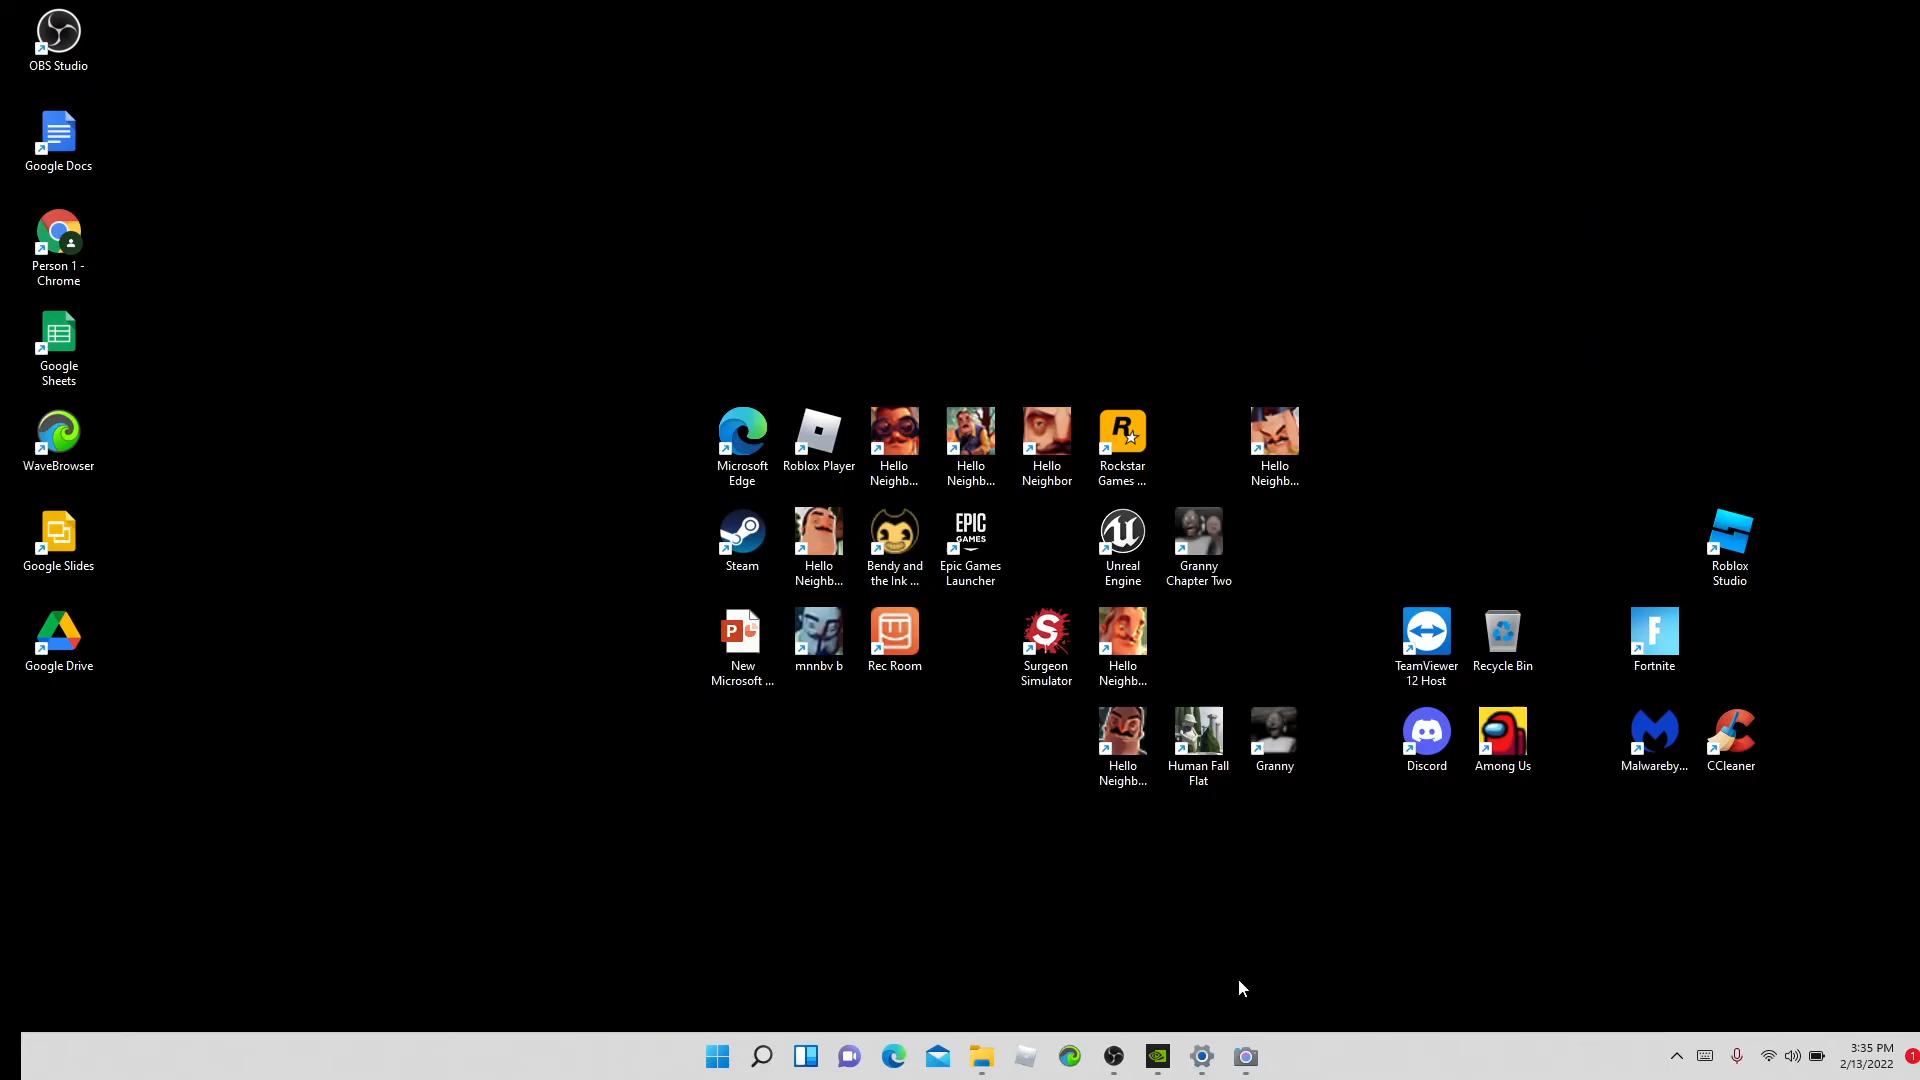 OBS Studio
Google Docs
Person 1 -
Chrome
Google
Sheets
WaveBrowser
Google Slides
Google Drive
Microsoft
Edge
Roblox Player
Hello
Neighb...
Hello
Neighb...
Hello
Neighbor
R
Rockstar
Games ...
Hello
Neighb...
Steam
Hello
Neighb...
Bendy and
the Ink ...
EPIC
GAMES
Epic Games
Launcher
Unreal
Engine
Granny
Chapter Two
Roblox
Studio
P
New
Microsoft ...
mnnbv b
Rec Room
S
Surgeon
Simulator
Hello
Neighb...
TeamViewer
12 Host
Recycle Bin
F
Fortnite
Hello
Neighb...
Human Fall
Flat
Granny
Discord
Among Us
Malwareby...
CCleaner
3:35 PM
2/13/2022
1